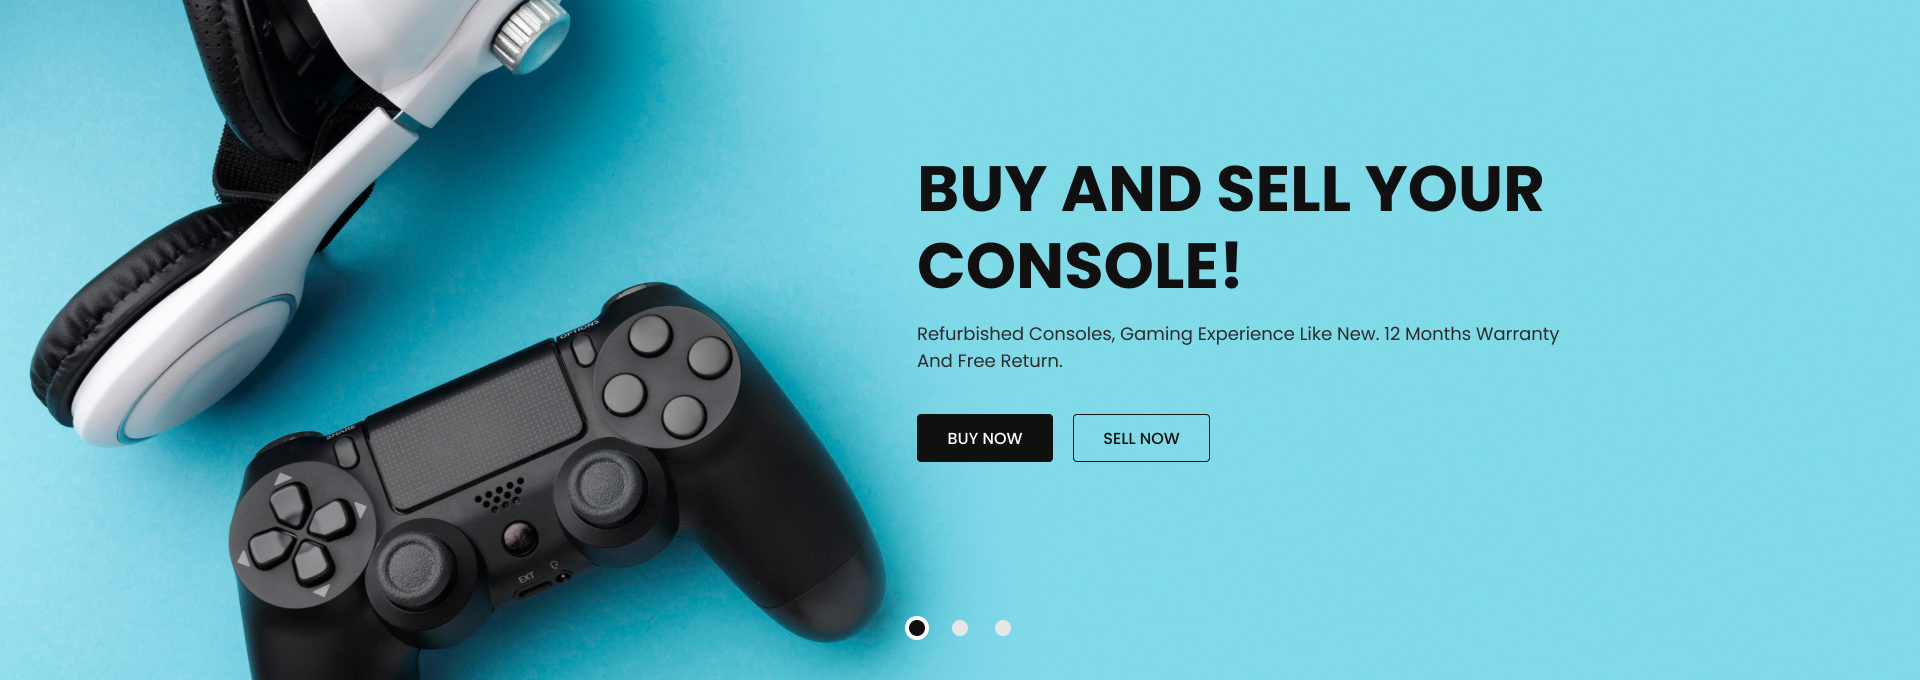 BUY AND SELL YOUR
CONSOLE!
Refurbished Consoles, Gaming Experience Like New. 12 Months Warranty
And Free Return.
BUY NOW
SELL NOW
OPTIONS
SHARE
EXT